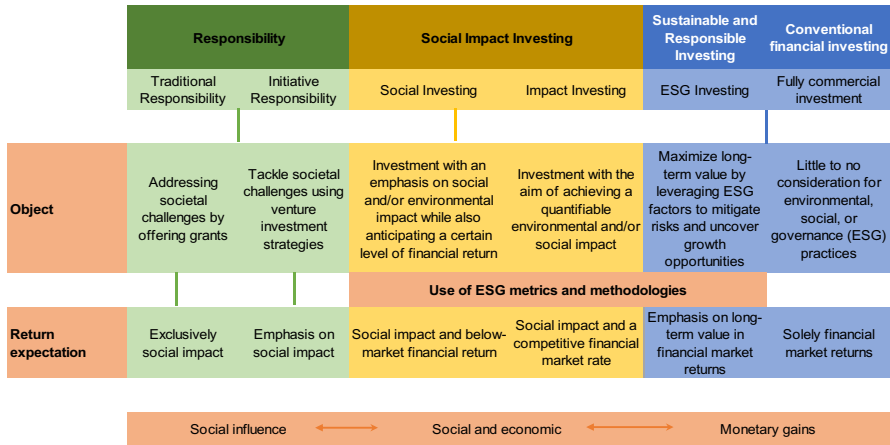 Responsibility
Social Impact Investing
Sustainable and
Responsible
Investing
Conventional
financial investing
Traditional
Responsibility
Initiative
Responsibility
Social Investing
Impact Investing
ESG Investing
Fully commercial
investment
Object
Addressing
societal
challenges by
offering grants
Tackle societal
challenges using
venture
investment
strategies
Investment with an
emphasis on social
and/or environmental
impact while also
anticipating a certain
level of financial return
Investment with the
aim of achieving a
quantifiable
environmental and/or
social impact
Maximize long-
term value by
leveraging ESG
factors to mitigate
risks and uncover
growth
opportunities
Little to no
consideration for
environmental,
social, or
governance (ESG)
practices
Use of ESG metrics and methodologies
Return
expectation
Exclusively
social impact
Emphasis on
social impact
Social impact and below-
market financial return
Social impact and a
competitive financial
market rate
Emphasis on long-
term value in
financial market
returns
Solely financial
market returns
Social influence
Social and economic
Monetary gains